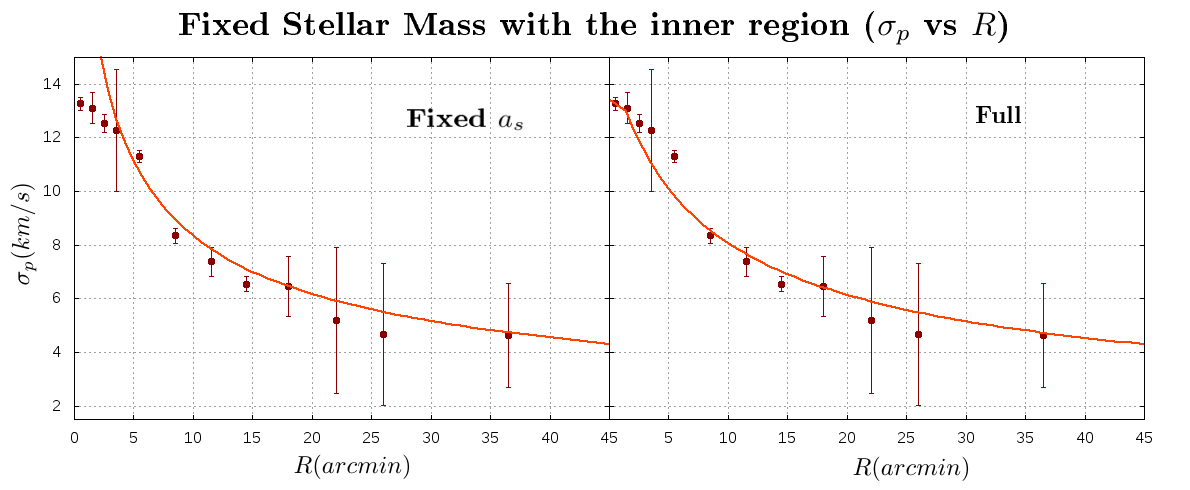 Fixed Stellar Mass with the inner region (σₚ vs R)
Fixed aₛ
Full
14
12
10
8
6
4
2
σₚ(km/s)
0 5 10 15 20 25 30 35 40 45 5 10 15 20 25 30 35 40 45
R(arcmin) R(arcmin)